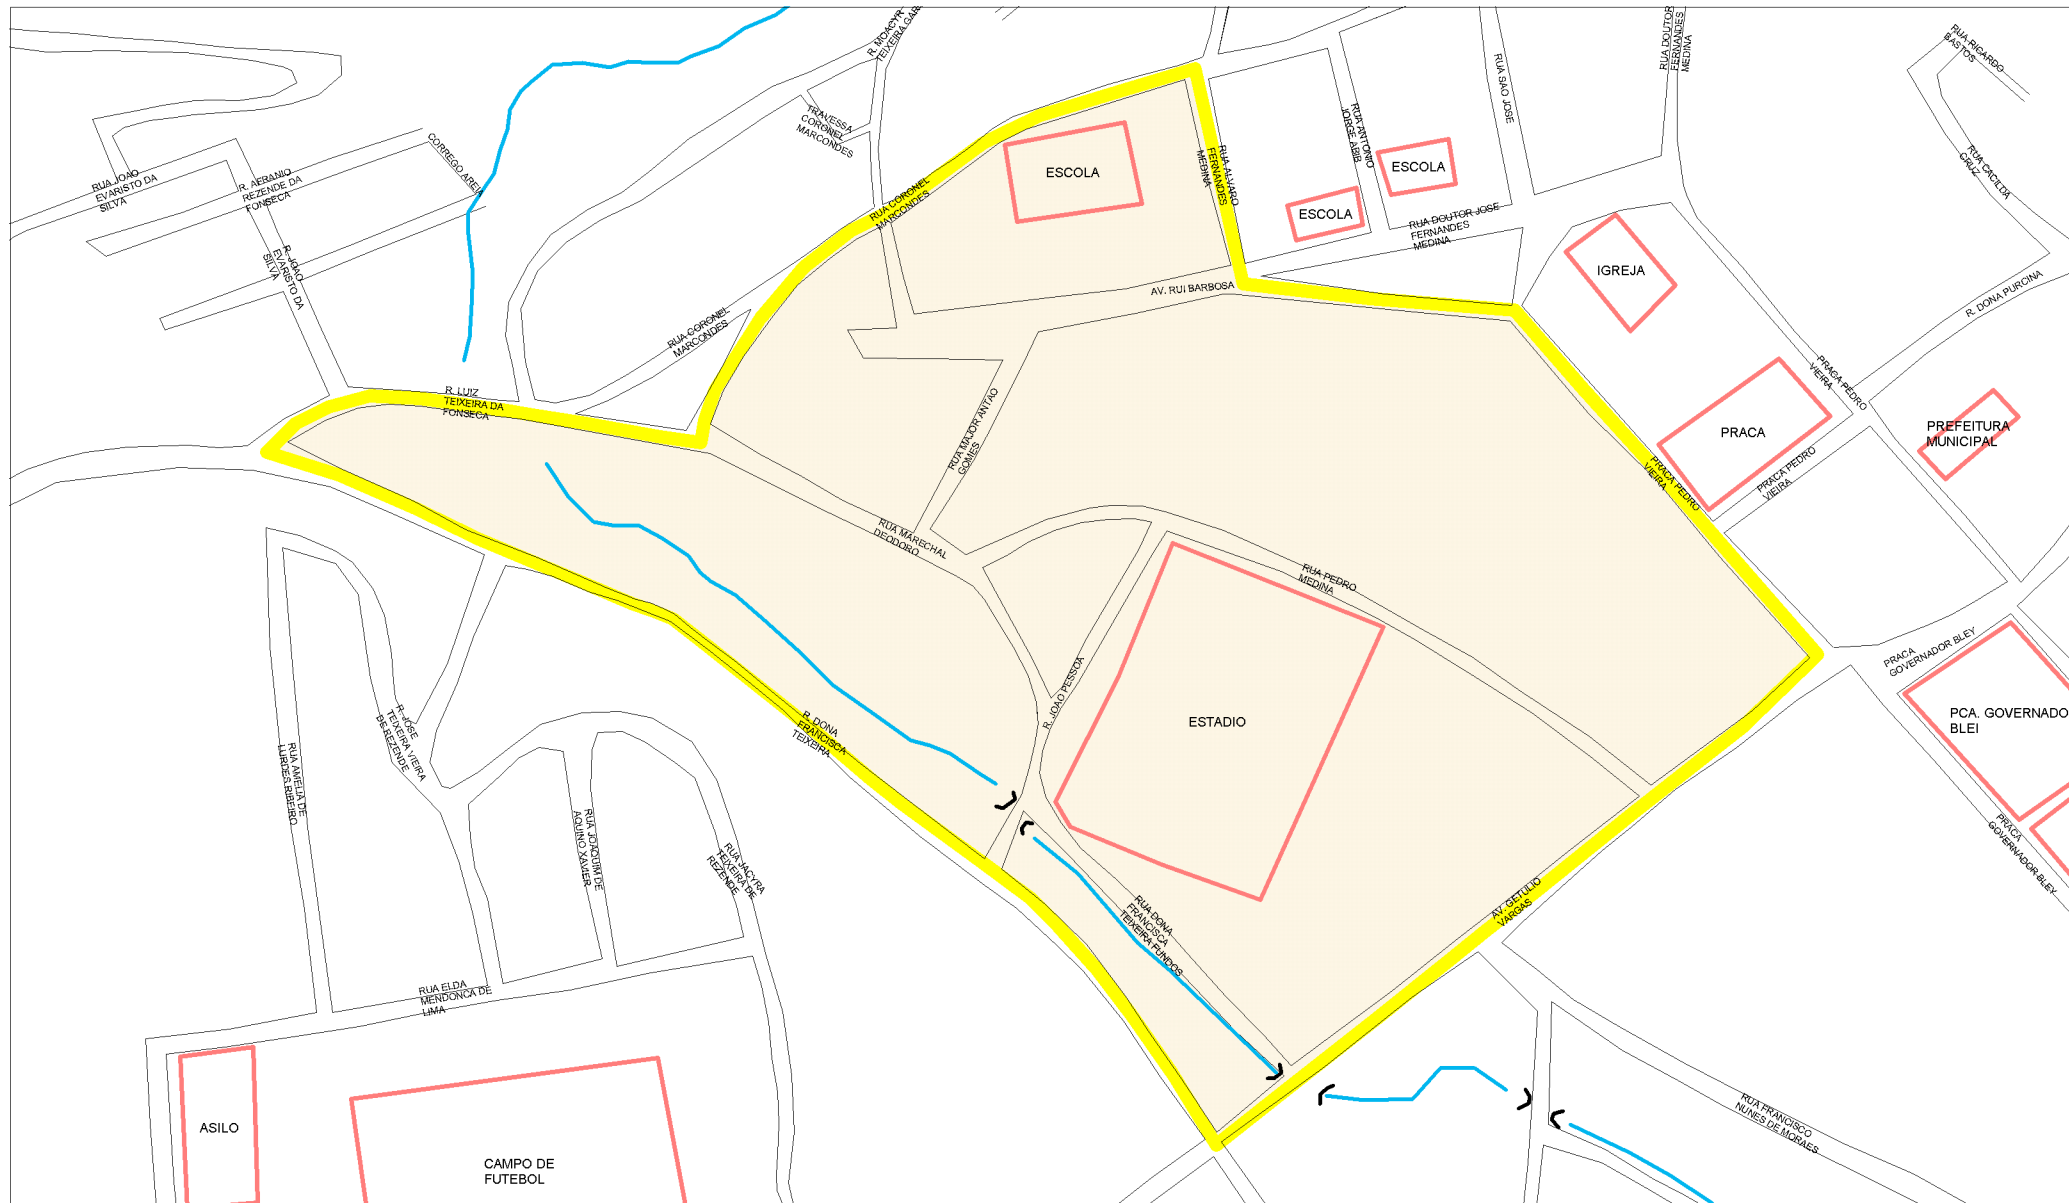 R. MOACYR
TEIXEIRA GAR
RUA DOUTOR
FERNANDES
MEDINA
RUA RICARDO
BASTOS
RUA SAO JOSE
TRAVESSA
CORONEL
MARCONDES
RUA ANTONIO
JORGE ABIB
CORREGO AREIA
RUA JOAO
EVARISTO DA
SILVA
R. AERANIO
REZENDE DA
FONSECA
ESCOLA
RUA ALVARO
FERNANDES
MEDINA
ESCOLA
ESCOLA
RUA CACILDA
CRUZ
RUA CORONEL
MARCONDES
RUA DOUTOR JOSE
FERNANDES
MEDINA
R. JOAO
EVARISTO DA
SILVA
IGREJA
AV. RUI BARBOSA
R. DONA PURCINA
RUA CORONEL
MARCONDES
PRACA PEDRO
VIEIRA
R. LUIZ
TEIXEIRA DA
FONSECA
RUA MAJOR ANTAO
GOMES
PRACA
PREFEITURA
MUNICIPAL
PRACA PEDRO
VIEIRA
PRACA PEDRO
VIEIRA
RUA MARECHAL
DEODORO
RUA PEDRO
MEDINA
PRACA
GOVERNADOR BLEY
R. JOAO PESSOA
ESTADIO
PCA. GOVERNADO
BLEI
R. DONA
FRANCISCA
TEIXEIRA
R. JOSE
TEIXEIRA VIEIRA
DE REZENDE
RUA AMELIA DE
LURDES RIBEIRO
RUA JOAQUIM DE
AQUINO XAVIER
RUA JACYRA
TEIXEIRA DE
REZENDE
PRACA
GOVERNADOR BLEY
AV. GETULIO
VARGAS
RUA DONA
FRANCISCA
TEIXEIRA FUNDOS
RUA ELDA
MENDONCA DE
LIMA
ASILO
CAMPO DE
FUTEBOL
RUA FRANCISCO
NUNES DE MORAES